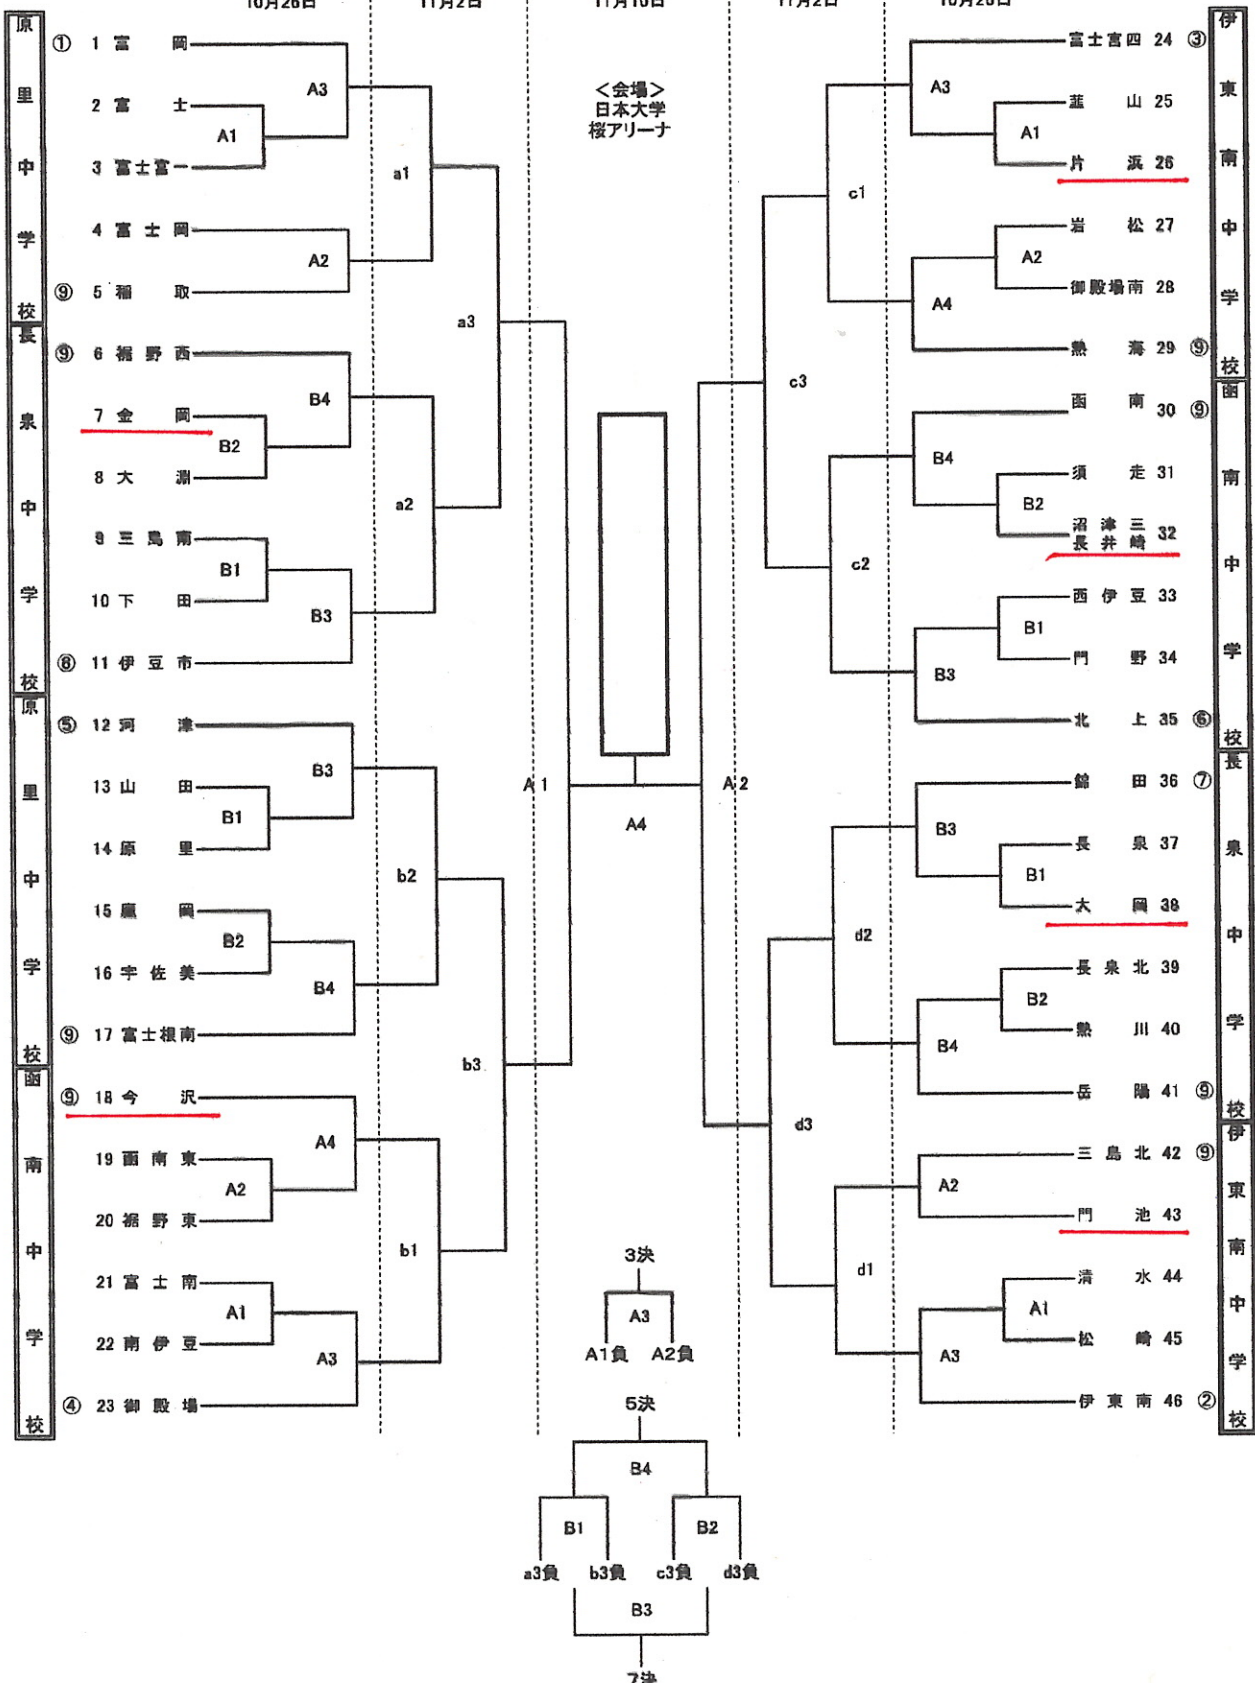 10月26日 11月2日 11月10日 11月2日 10月26日
<会場>
日本大学
桜アリーナ
原里中学校
① 1 富岡
2 富士
3 富士宮一
4 富士岡
⑨ 5 稲取
長泉中学校
⑨ 6 裾野西
7 金岡
8 大淵
9 三島南
10 下田
⑧ 11 伊豆市
原里中学校
⑤ 12 河津
13 山田
14 原里
15 鷹岡
16 宇佐美
⑨ 17 富士根南
函南中学校
⑨ 18 今沢
19 函南東
20 裾野東
21 富士南
22 南伊豆
④ 23 御殿場
A3
A1
A2
B4
B2
B1
B3
B3
B1
B2
B4
A4
A2
A1
A3
a1
a3
a2
b2
b3
b1
A1
A4
A2
伊東南中学校
富士宮四 24 ③
韮山 25
片浜 26
岩松 27
御殿場南 28
熱海 29 ⑨
函南中学校
函南 30 ⑨
須走 31
沼津三
長井崎 32
西伊豆 33
門野 34
北上 35 ⑥
長泉中学校
錦田 36 ⑦
長泉 37
大岡 38
長泉北 39
熱川 40
岳陽 41 ⑨
伊東南中学校
三島北 42 ⑨
門池 43
清水 44
松崎 45
伊東南 46 ②
A3
A1
A2
A4
B4
B2
B1
B3
B3
B1
B2
B4
A2
A1
A3
c1
c3
c2
d2
d3
d1
3決
A3
A1負 A2負
5決
B4
B1 B2
a3負 b3負 c3負 d3負
B3
7決